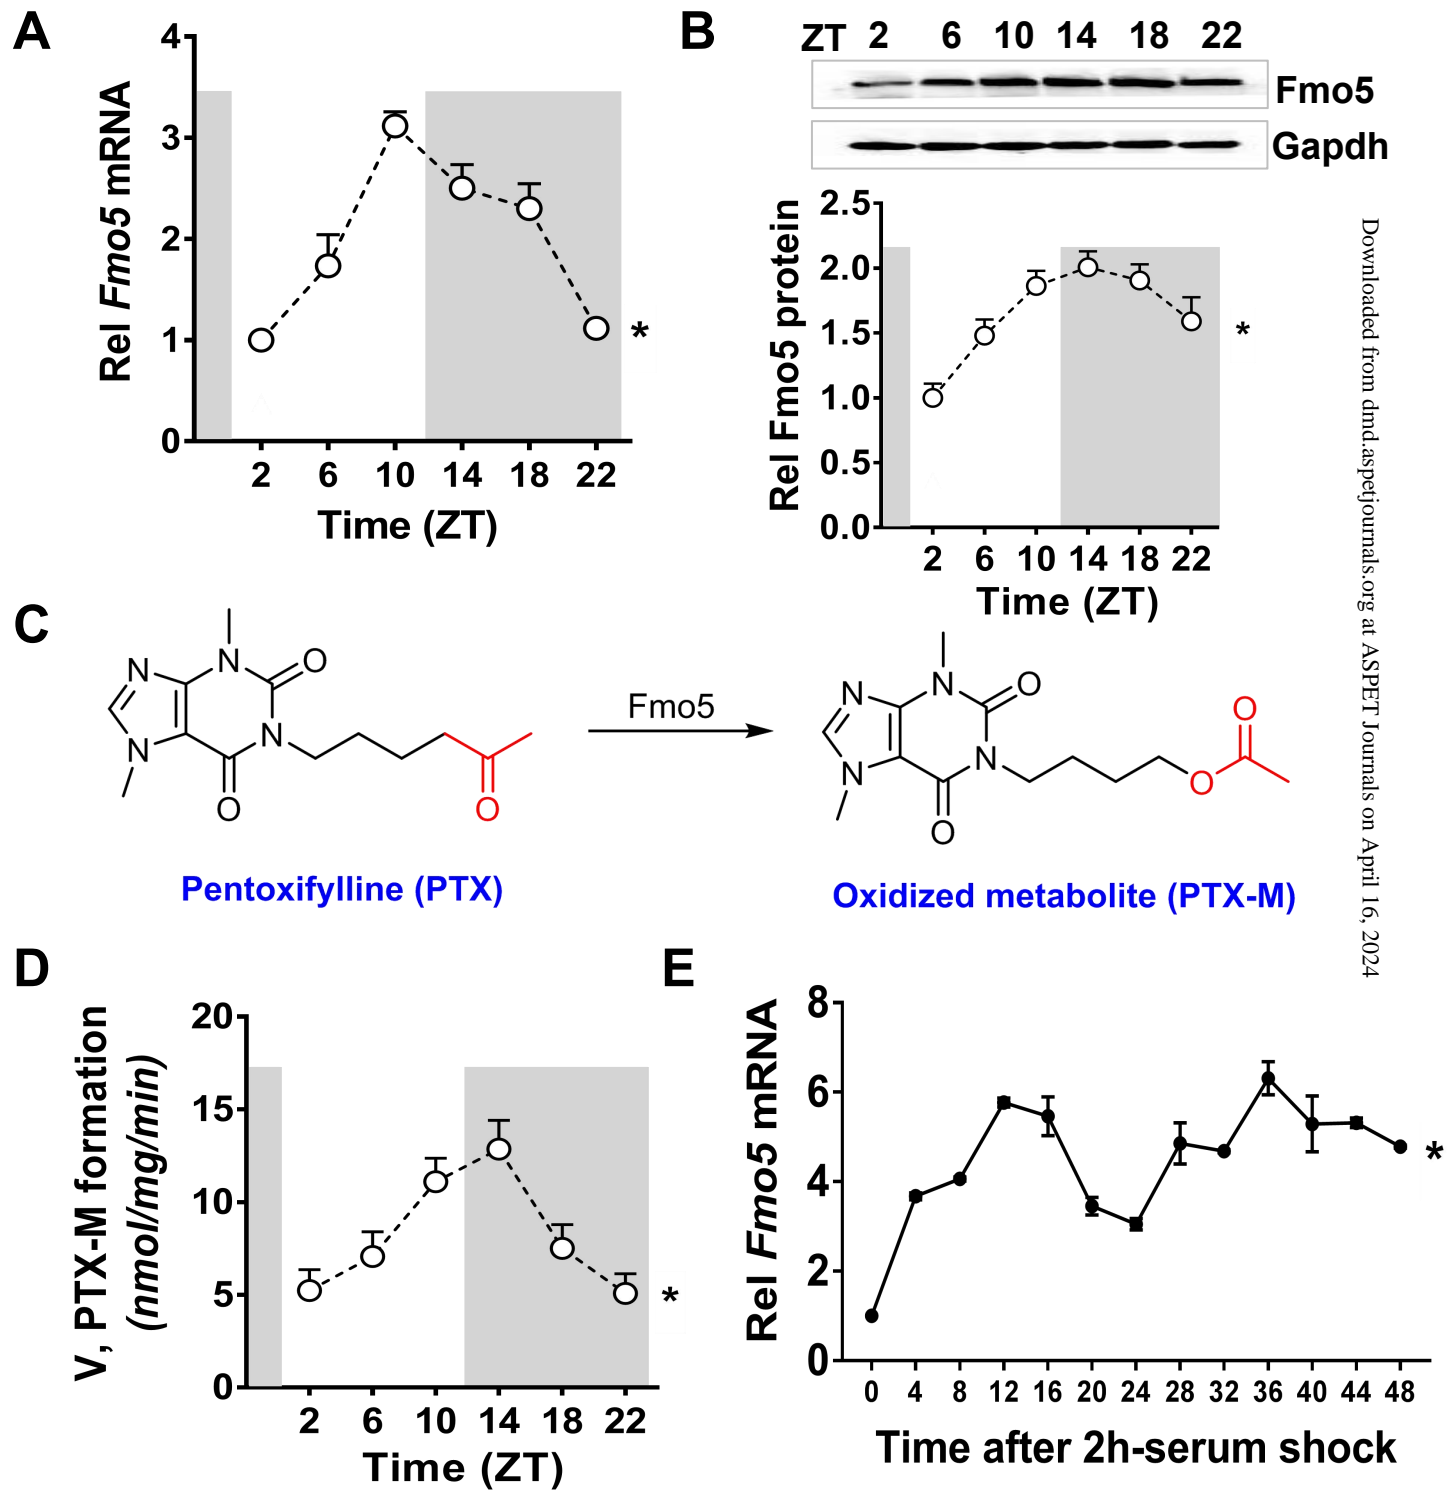 A
Rel Fmo5 mRNA
4
3
2
1
0
*
2 6 10 14 18 22
Time (ZT)
B
ZT 2 6 10 14 18 22
Fmo5
Gapdh
Rel Fmo5 protein
2.5
2.0
1.5
1.0
0.5
0.0
*
2 6 10 14 18 22
Time (ZT)
Downloaded from dmd.aspetjournals.org at ASPET Journals on April 16, 2024
C
N
N
O
N
N
O
O
Pentoxifylline (PTX)
Fmo5
N
N
O
N
N
O
O
O
Oxidized metabolite (PTX-M)
D
V, PTX-M formation
(nmol/mg/min)
20
15
10
5
0
*
2 6 10 14 18 22
Time (ZT)
E
Rel Fmo5 mRNA
8
6
4
2
0
*
0 4 8 12 16 20 24 28 32 36 40 44 48
Time after 2h-serum shock